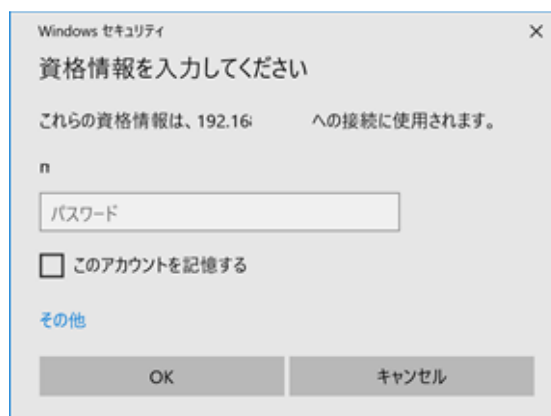 Windows セキュリティ
資格情報を入力してください
これらの資格情報は、192.16 への接続に使用されます。
n
パスワード
このアカウントを記憶する
その他
OK
キャンセル